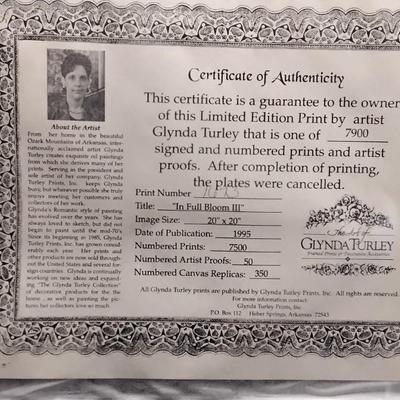 Certificate of Authenticity
This certificate is a guarantee to the owner
of this Limited Edition Print by artist
Glynda Turley that is one of 7900
signed and numbered prints and artist
proofs. After completion of printing,
the plates were cancelled.
Print Number
Title: "In Full Bloom III"
Image Size: 20" x 20"
Date of Publication: 1995
Numbered Prints: 7500
Numbered Artist Proofs: 50
Numbered Canvas Replicas: 350
The Art of
GLYNDA TURLEY
Framed Prints & Decorative Accessories
All Glynda Turley prints are published by Glynda Turley Prints, Inc. All rights are reserved.
For more information contact:
Glynda Turley Prints, Inc.
P.O. Box 112 Heber Springs, Arkansas 72543
About the Artist
From her home in the beautiful
Ozark Mountains of Arkansas, inter-
nationally acclaimed artist Glynda
Turley creates exquisite oil paintings
from which she derives many of her
prints. Serving as the president and
sole artist of her company, Glynda
Turley Prints, Inc. keeps Glynda
busy, but whenever possible she truly
enjoys meeting her customers and
collectors of her work.
Glynda's Romantic style of painting
has evolved over the years. She has
always loved to sketch, but did not
begin to paint until the mid-70's.
Since its beginning in 1985, Glynda
Turley Prints, Inc. has grown consid-
erably each year. Her prints and
other products are now sold through-
out the United States and several for-
eign countries. Glynda is continually
working on new ideas and expand-
ing "The Glynda Turley Collection"
of decorative products for the
home, as well as painting the pic-
tures her collectors love so much.